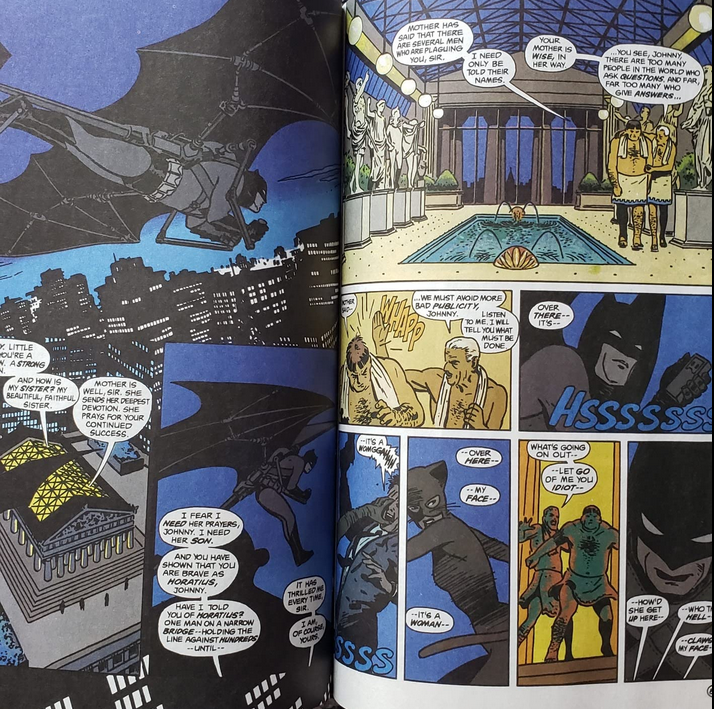 LITTLE
YOU'RE A
A STRONG
AND HOW IS
MY SISTER? MY
BEAUTIFUL, FAITHFUL
SISTER.
MOTHER IS
WELL, SIR. SHE
SENDS HER DEEPEST
DEVOTION. SHE
PRAYS FOR YOUR
CONTINUED
SUCCESS.
I FEAR I
NEED HER PRAYERS,
JOHNNY. I NEED
HER SON.
AND YOU HAVE
SHOWN THAT YOU
ARE BRAVE AS
HORATIUS,
JOHNNY.
HAVE I TOLD
YOU OF HORATIUS?
ONE MAN ON A NARROW
BRIDGE--HOLDING THE
LINE AGAINST HUNDREDS
--UNTIL--
IT HAS
THRILLED ME
EVERY TIME,
SIR.
I AM,
OF COURSE,
YOURS.
MOTHER HAS
SAID THAT THERE
ARE SEVERAL MEN
WHO ARE PLAGUING
YOU, SIR.
I NEED
ONLY BE
TOLD THEIR
NAMES.
YOUR
MOTHER IS
WISE, IN
HER WAY.
...YOU SEE, JOHNNY,
THERE ARE TOO MANY
PEOPLE IN THE WORLD WHO
ASK QUESTIONS. AND FAR,
FAR TOO MANY WHO
GIVE ANSWERS...
WHAPP
...WE MUST AVOID MORE
BAD PUBLICITY,
JOHNNY.
LISTEN
TO ME. I WILL
TELL YOU WHAT
MUST BE
DONE
OVER
THERE--
IT'S--
HSSSSSSS
--IT'S A
WOMGGAA
SSSS
--OVER
HERE--
--MY
FACE--
--IT'S A
WOMAN--
WHAT'S GOING
ON OUT--
--LET GO
OF ME YOU
IDIOT--
--HOW'D
SHE GET
UP HERE--
--WHO
HELL--
--CLAWS
MY FACE--